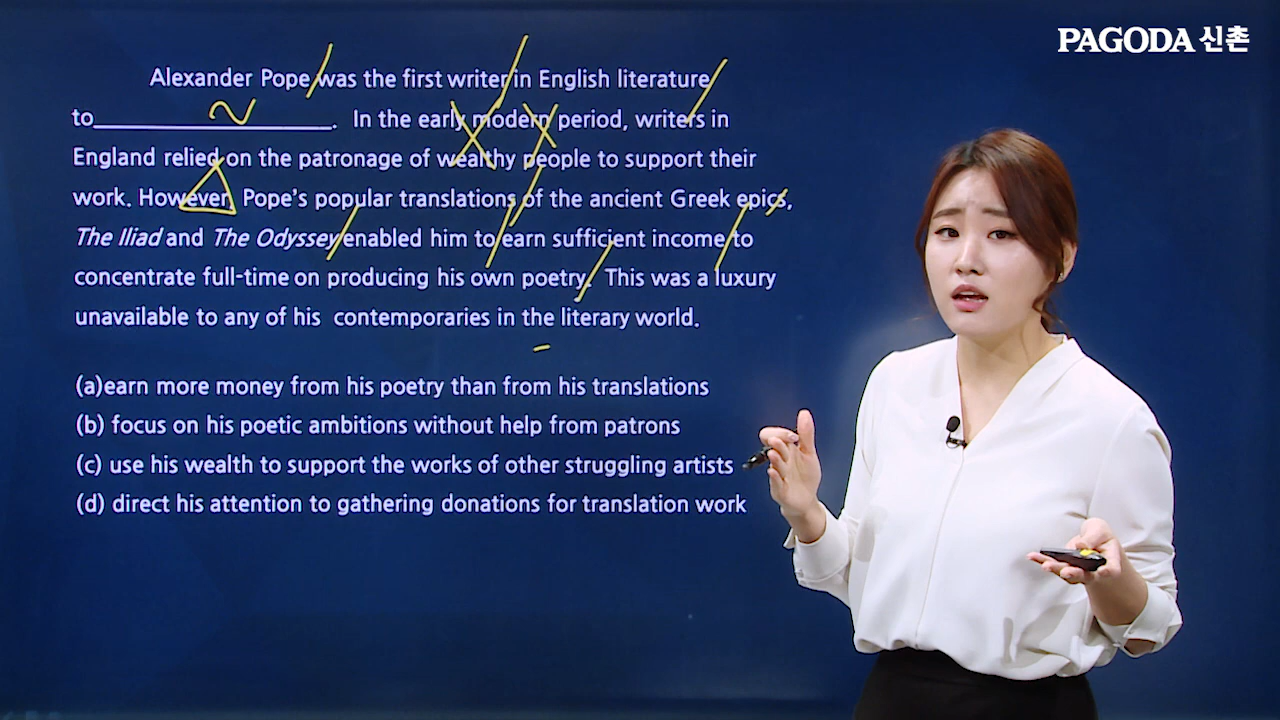 PAGODA 신촌
Alexander Pope was the first writer in English literature
to______________________. In the early modern period, writers in
England relied on the patronage of wealthy people to support their
work. However, Pope's popular translations of the ancient Greek epics,
The Iliad and The Odyssey enabled him to earn sufficient income to
concentrate full-time on producing his own poetry. This was a luxury
unavailable to any of his contemporaries in the literary world.
(a)earn more money from his poetry than from his translations
(b) focus on his poetic ambitions without help from patrons
(c) use his wealth to support the works of other struggling artists
(d) direct his attention to gathering donations for translation work